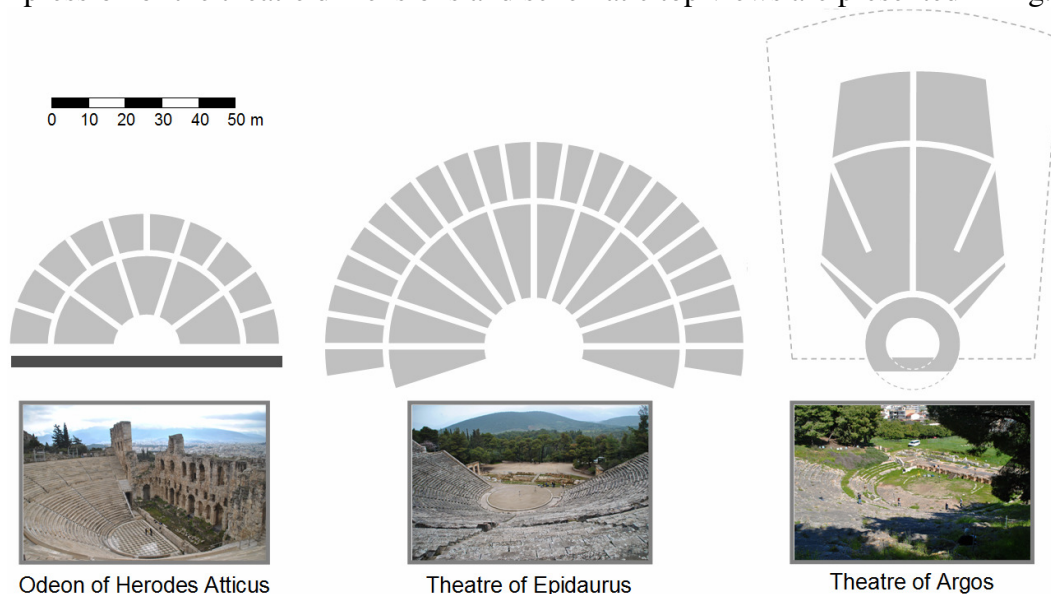 0 10 20 30 40 50 m
Odeon of Herodes Atticus
Theatre of Epidaurus
Theatre of Argos